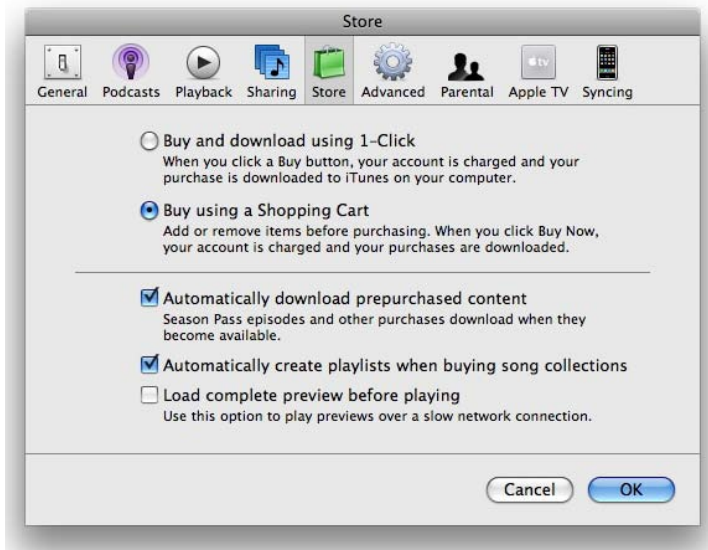 Store
General Podcasts Playback Sharing Store Advanced Parental Apple TV Syncing
Buy and download using 1-Click
When you click a Buy button, your account is charged and your
purchase is downloaded to iTunes on your computer.
Buy using a Shopping Cart
Add or remove items before purchasing. When you click Buy Now,
your account is charged and your purchases are downloaded.
Automatically download prepurchased content
Season Pass episodes and other purchases download when they
become available.
Automatically create playlists when buying song collections
Load complete preview before playing
Use this option to play previews over a slow network connection.
Cancel OK